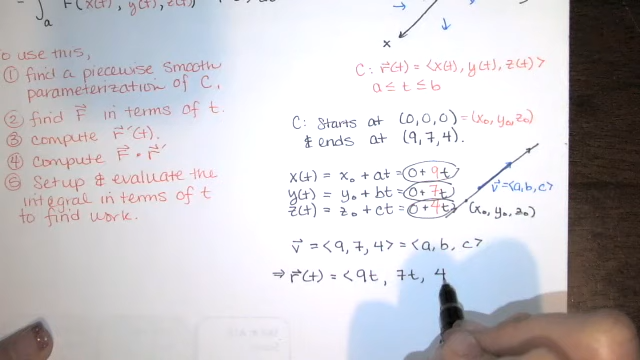 = ∫ₐ F(x(t), y(t), z(t)) •
To use this,
① find a piecewise smooth
parameterization of C,
② find F⃗ in terms of t.
③ compute r⃗'(t).
④ compute F⃗ • r⃗'
⑤ Setup & evaluate the
integral in terms of t
to find work.
x
C: r⃗(t) = <x(t), y(t), z(t)>
a ≤ t ≤ b
C: starts at (0,0,0) = (x₀, y₀, z₀)
& ends at (9,7,4).
x(t) = x₀ + at = 0 + 9t
y(t) = y₀ + bt = 0 + 7t
z(t) = z₀ + ct = 0 + 4t
v⃗ = <a, b, c>
(x₀, y₀, z₀)
v⃗ = <9, 7, 4> = <a, b, c>
⇒ r⃗(t) = <9t, 7t, 4